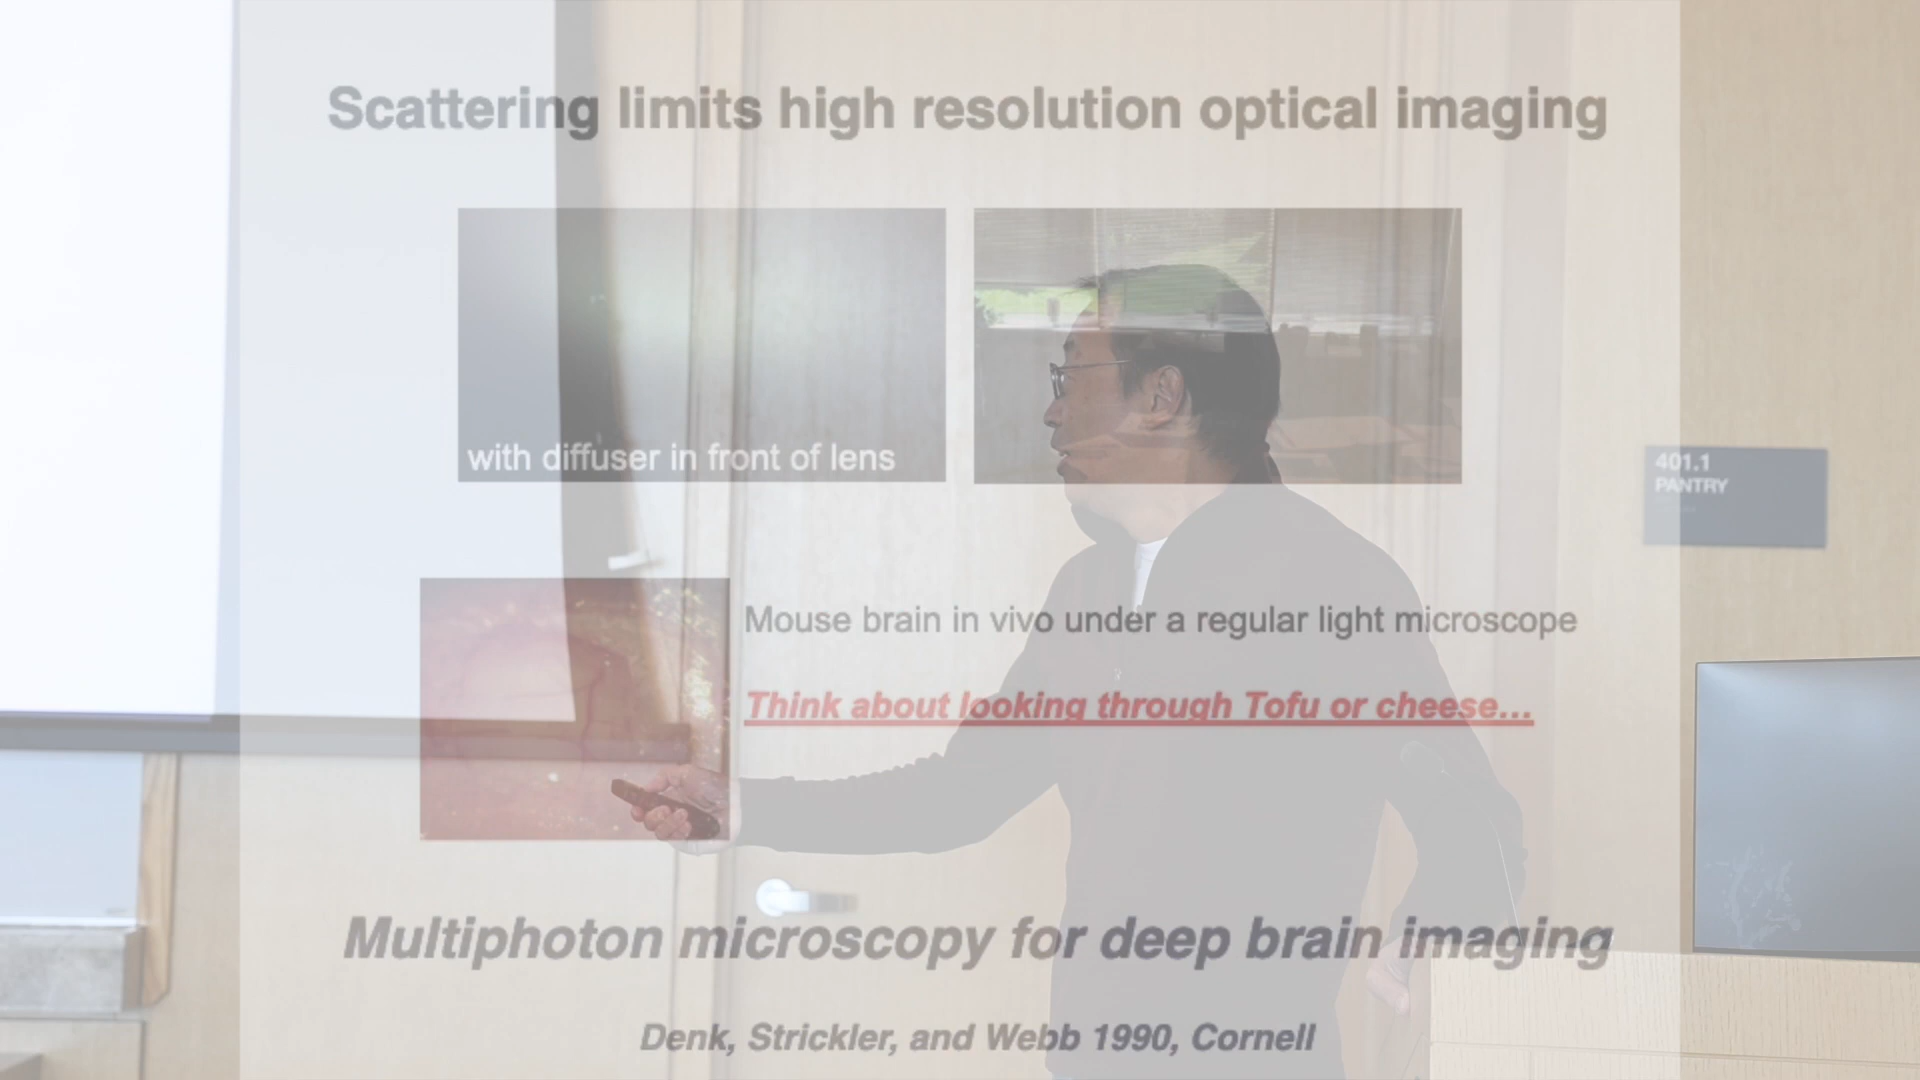 Scattering limits high resolution optical imaging
with diffuser in front of lens
401.1
PANTRY
Mouse brain in vivo under a regular light microscope
Think about looking through Tofu or cheese...
Multiphoton microscopy for deep brain imaging
Denk, Strickler, and Webb 1990, Cornell